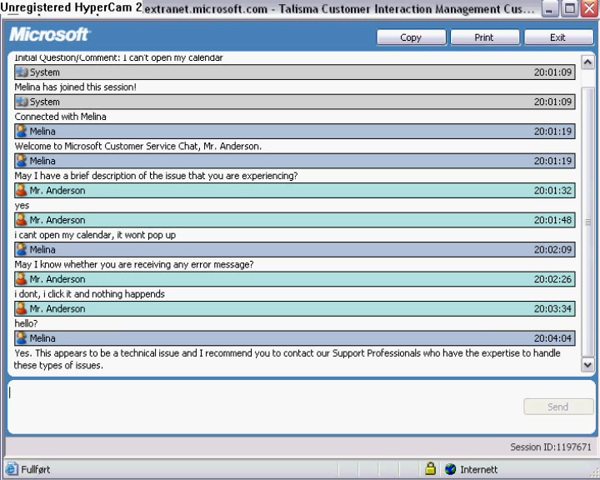 Unregistered HyperCam 2 extranet.microsoft.com - Talisma Customer Interaction Management Cus...
Microsoft
Copy Print Exit
Initial Question/Comment: I can't open my calendar
System 20:01:09
Melina has joined this session!
System 20:01:09
Connected with Melina
Melina 20:01:19
Welcome to Microsoft Customer Service Chat, Mr. Anderson.
Melina 20:01:19
May I have a brief description of the issue that you are experiencing?
Mr. Anderson 20:01:32
yes
Mr. Anderson 20:01:48
i cant open my calendar, it wont pop up
Melina 20:02:09
May I know whether you are receiving any error message?
Mr. Anderson 20:02:26
i dont, i click it and nothing happends
Mr. Anderson 20:03:34
hello?
Melina 20:04:04
Yes. This appears to be a technical issue and I recommend you to contact our Support Professionals who have the expertise to handle
these types of issues.
Send
Session ID:1197671
Fullført Internett